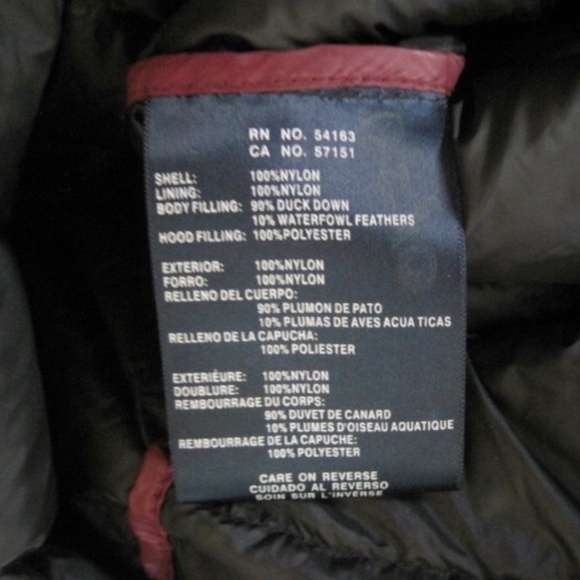 RN NO. 54163
CA NO. 57151
SHELL: 100%NYLON
LINING: 100%NYLON
BODY FILLING: 90% DUCK DOWN
10% WATERFOWL FEATHERS
HOOD FILLING: 100%POLYESTER
EXTERIOR: 100%NYLON
FORRO: 100%NYLON
RELLENO DEL CUERPO:
90% PLUMON DE PATO
10% PLUMAS DE AVES ACUA TICAS
RELLENO DE LA CAPUCHA:
100% POLIESTER
EXTERIEURE: 100%NYLON
DOUBLURE: 100%NYLON
REMBOURRAGE DU CORPS:
90% DUVET DE CANARD
10% PLUMES D'OISEAU AQUATIQUE
REMBOURRAGE DE LA CAPUCHE:
100% POLYESTER
CARE ON REVERSE
CUIDADO AL REVERSO
SOIN SUR L'INVERSE